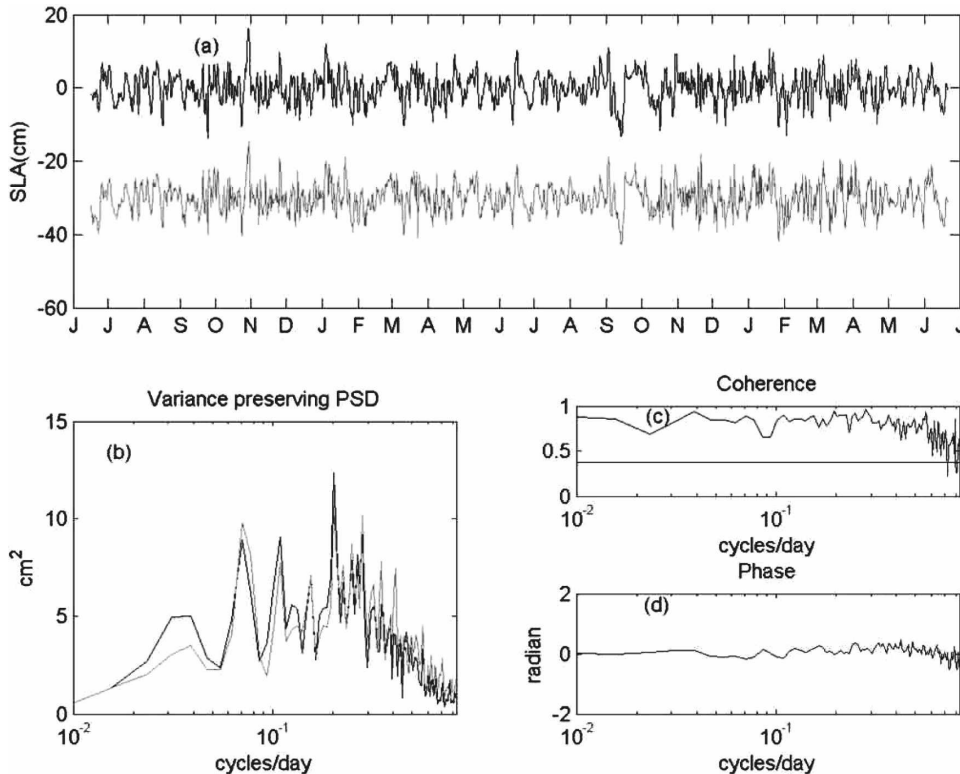 20
0
-20
-40
-60
SLA(cm)
(a)
J J A S O N D J F M A M J J A S O N D J F M A M J J
Variance preserving PSD
15
10
5
0
cm²
(b)
10⁻² 10⁻¹
cycles/day
Coherence
1
0.5
0
(c)
10⁻² 10⁻¹
cycles/day
Phase
2
0
-2
radian
(d)
10⁻² 10⁻¹
cycles/day